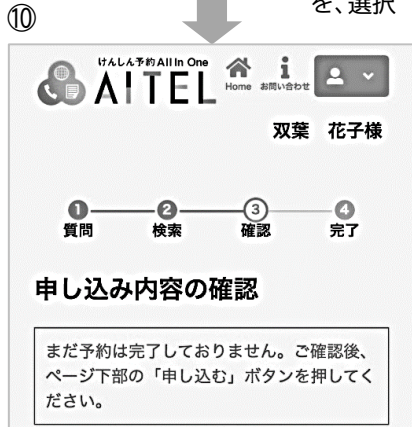 を、選択
⑩
けんしん予約 All In One
AITEL
Home
お問い合わせ
双葉 花子様
1 2 3 4
質問 検索 確認 完了
申し込み内容の確認
まだ予約は完了しておりません。ご確認後、
ページ下部の「申し込む」ボタンを押してく
ださい。